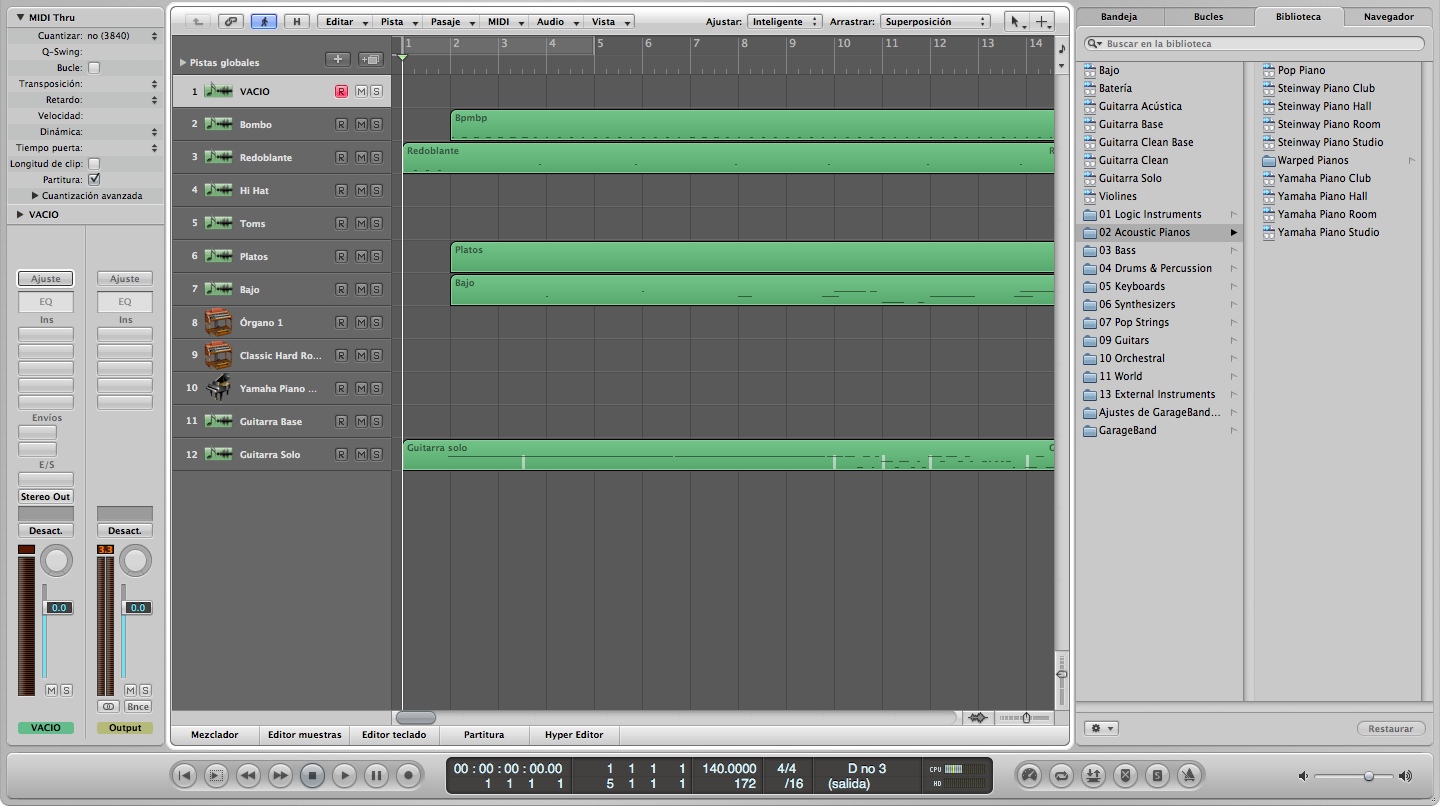 MIDI Thru
Cuantizar: no (3840)
Q-Swing:
Bucle:
Transposición:
Retardo:
Velocidad:
Dinámica:
Tiempo puerta:
Longitud de clip:
Partitura:
Cuantización avanzada
VACIO
Ajuste Ajuste
EQ EQ
Ins Ins
Envíos
E/S
Stereo Out
Desact. Desact.
3.3
0.0 0.0
M S M S
Bnce
VACIO Output
H Editar Pista Pasaje MIDI Audio Vista Ajustar: Inteligente Arrastrar: Superposición
1 2 3 4 5 6 7 8 9 10 11 12 13 14
Pistas globales
1 VACIO R M S
2 Bombo R M S Bpmbp
3 Redoblante R M S Redoblante R
4 Hi Hat R M S
5 Toms R M S
6 Platos R M S Platos
7 Bajo R M S Bajo
8 Órgano 1 R M S
9 Classic Hard Ro... R M S
10 Yamaha Piano ... R M S
11 Guitarra Base R M S
12 Guitarra Solo R M S Guitarra solo
Mezclador Editor muestras Editor teclado Partitura Hyper Editor
Bandeja Bucles Biblioteca Navegador
Buscar en la biblioteca
Bajo
Batería
Guitarra Acústica
Guitarra Base
Guitarra Clean Base
Guitarra Clean
Guitarra Solo
Violines
01 Logic Instruments
02 Acoustic Pianos
03 Bass
04 Drums & Percussion
05 Keyboards
06 Synthesizers
07 Pop Strings
09 Guitars
10 Orchestral
11 World
13 External Instruments
Ajustes de GarageBand...
GarageBand
Pop Piano
Steinway Piano Club
Steinway Piano Hall
Steinway Piano Room
Steinway Piano Studio
Warped Pianos
Yamaha Piano Club
Yamaha Piano Hall
Yamaha Piano Room
Yamaha Piano Studio
Restaurar
00 : 00 : 00 : 00.00 1 1 1 1 140.0000 4/4 D no 3 CPU
1 1 1 1 5 1 1 1 172 /16 (salida) HD
S